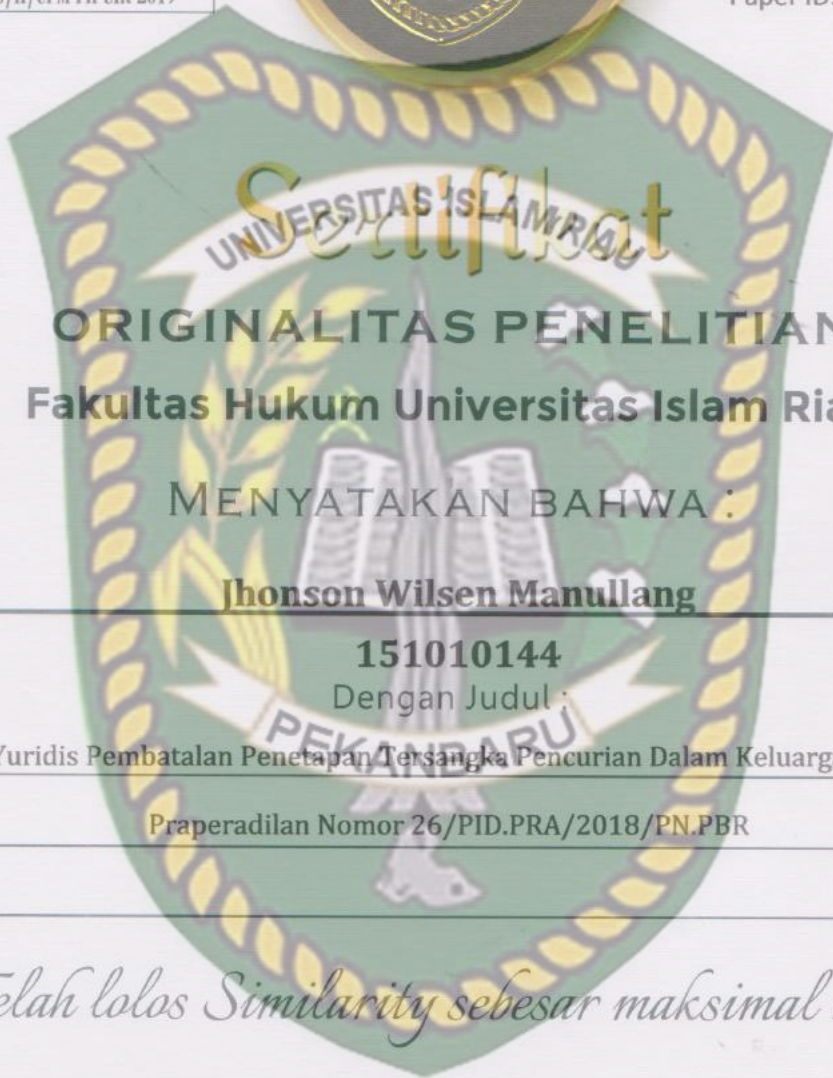 Paper ID
Sertifikat
UNIVERSITAS ISLAM RIAU
ORIGINALITAS PENELITIAN
Fakultas Hukum Universitas Islam Ria
MENYATAKAN BAHWA :
Jhonson Wilsen Manullang
151010144
Dengan Judul :
PEKANBARU
Yuridis Pembatalan Penetapan Tersangka Pencurian Dalam Keluarg
Praperadilan Nomor 26/PID.PRA/2018/PN.PBR
Telah lolos Similarity sebesar maksimal